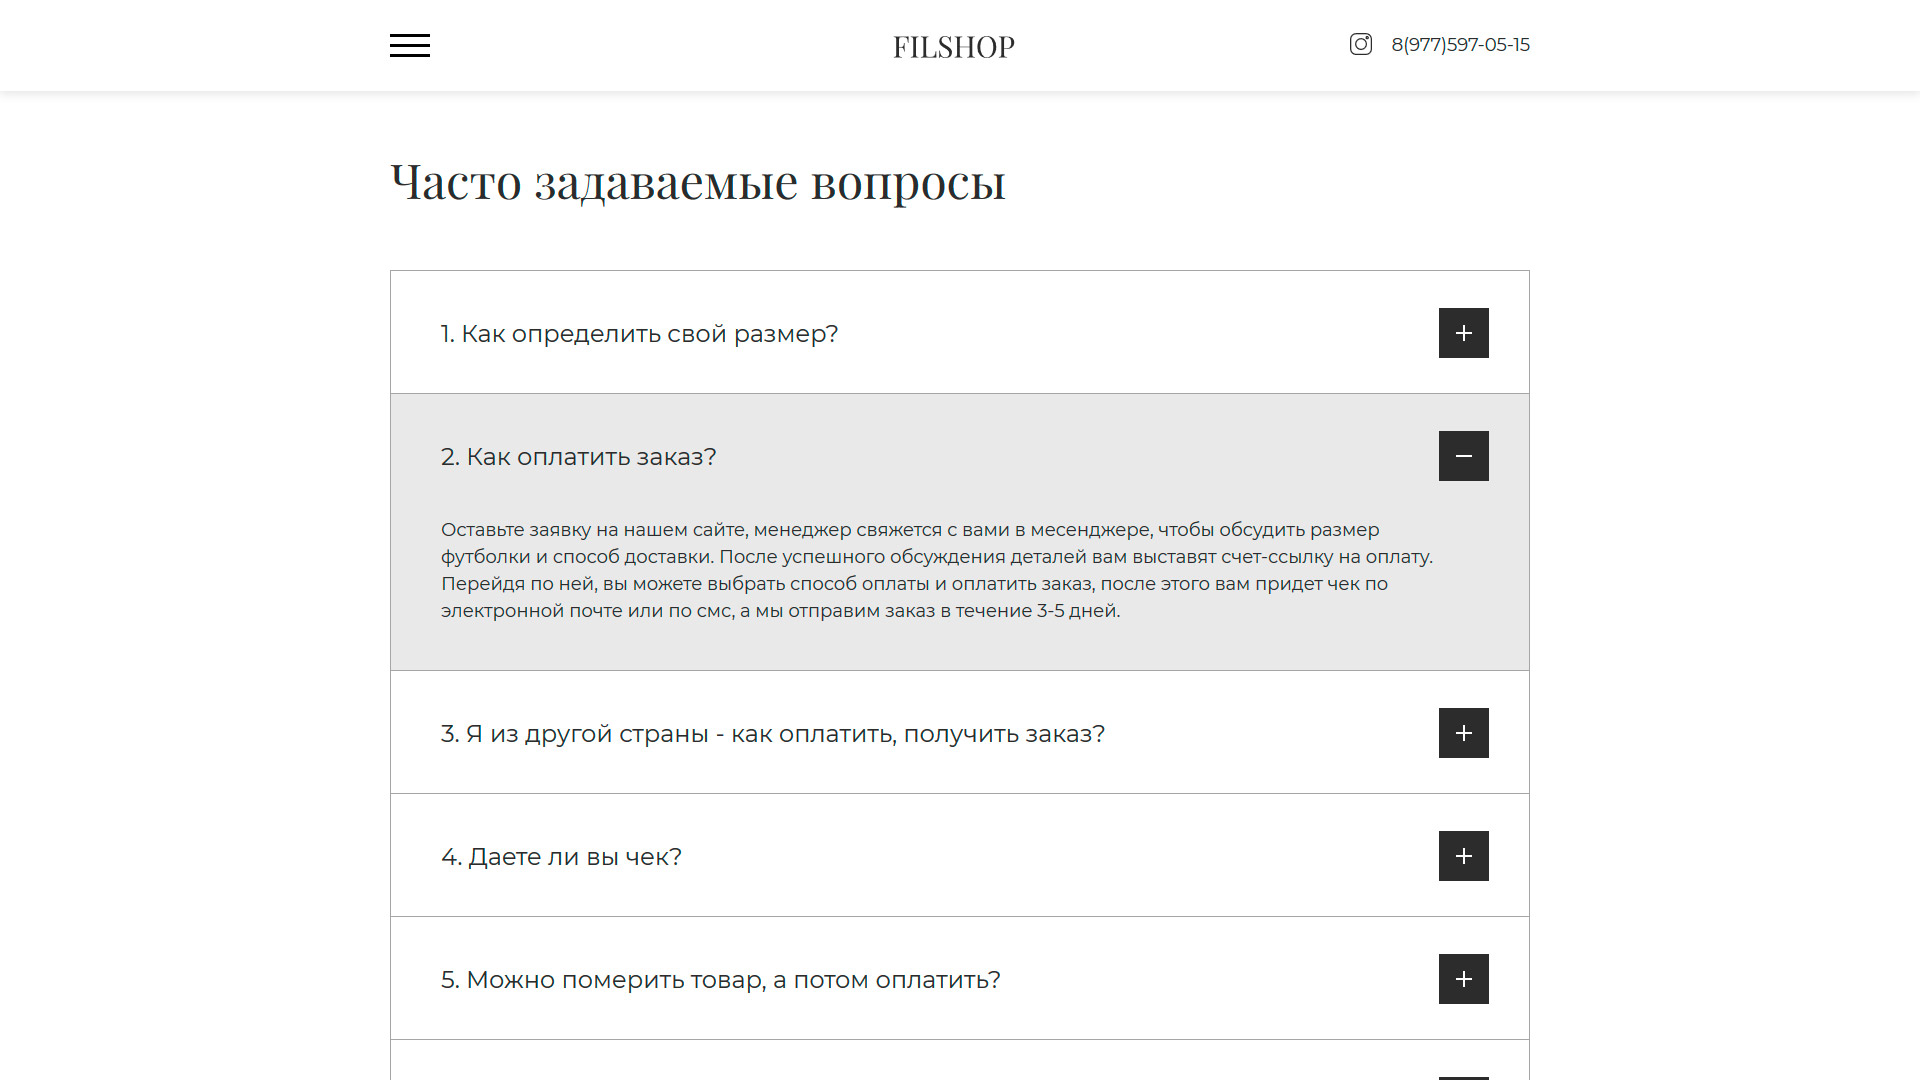 FILSHOP
8(977)597-05-15
Часто задаваемые вопросы
1. Как определить свой размер?
2. Как оплатить заказ?
Оставьте заявку на нашем сайте, менеджер свяжется с вами в месенджере, чтобы обсудить размер
футболки и способ доставки. После успешного обсуждения деталей вам выставят счет-ссылку на оплату.
Перейдя по ней, вы можете выбрать способ оплаты и оплатить заказ, после этого вам придет чек по
электронной почте или по смс, а мы отправим заказ в течение 3-5 дней.
3. Я из другой страны - как оплатить, получить заказ?
4. Даете ли вы чек?
5. Можно померить товар, а потом оплатить?